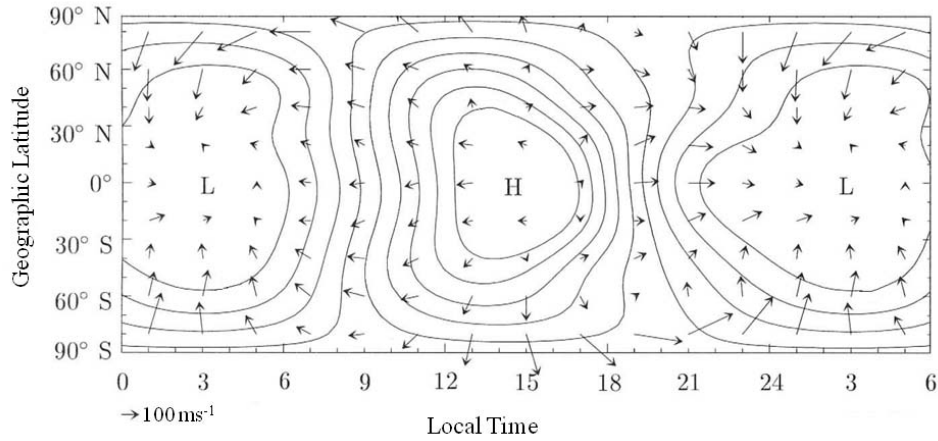 90° N
60° N
30° N
0°
30° S
60° S
90° S
Geographic Latitude
L
H
L
0 3 6 9 12 15 18 21 24 3 6
→100 ms⁻¹
Local Time